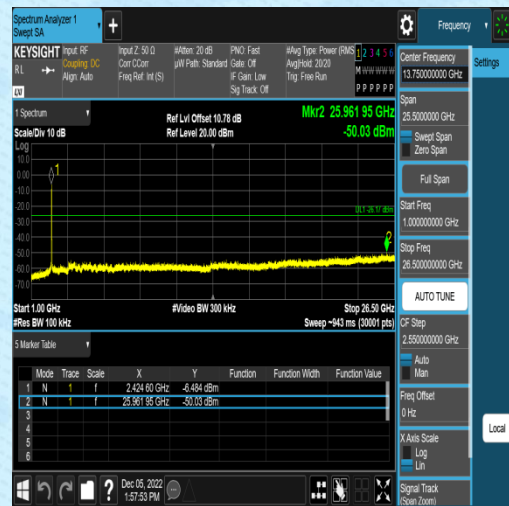 Spectrum Analyzer 1
Swept SA
Frequency
KEYSIGHT
Input: RF
Coupling: DC
Align: Auto
Input Z: 50 Ω
Corr CCorr
Freq Ref: Int (S)
#Atten: 20 dB
µW Path: Standard
PNO: Fast
Gate: Off
IF Gain: Low
Sig Track: Off
#Avg Type: Power (RMS
Avg|Hold: 20/20
Trig: Free Run
1 2 3 4 5 6
M W W W W W
P P P P P P
RL
LXI
1 Spectrum
Scale/Div 10 dB
Ref Lvl Offset 10.78 dB
Ref Level 20.00 dBm
Mkr2 25.961 95 GHz
-50.03 dBm
Log
10.0
0.00
-10.0
-20.0
-30.0
-40.0
-50.0
-60.0
-70.0
1
2
Start 1.00 GHz
#Res BW 100 kHz
#Video BW 300 kHz
Stop 26.50 GHz
Sweep ~943 ms (30001 pts)
5 Marker Table
Mode Trace Scale X Y Function Function Width Function Value
1 N 1 f 2.424 60 GHz -6.484 dBm
2 N 1 f 25.961 95 GHz -50.03 dBm
3
4
5
6
Dec 05, 2022
1:57:53 PM
Center Frequency
13.750000000 GHz
Settings
Span
25.5000000 GHz
Swept Span
Zero Span
Full Span
Start Freq
1.000000000 GHz
Stop Freq
26.500000000 GHz
AUTO TUNE
CF Step
2.550000000 GHz
Auto
Man
Freq Offset
0 Hz
X Axis Scale
Log
Lin
Local
Signal Track
(Span Zoom)